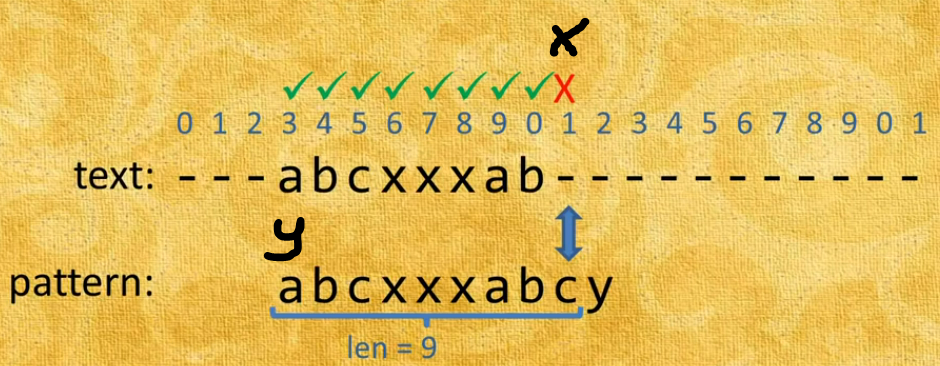 x
✓✓✓✓✓✓✓✓X
0 1 2 3 4 5 6 7 8 9 0 1 2 3 4 5 6 7 8 9 0 1
text: - - - a b c x x x a b - - - - - - - - - - -
y
pattern: a b c x x x a b c y
len = 9